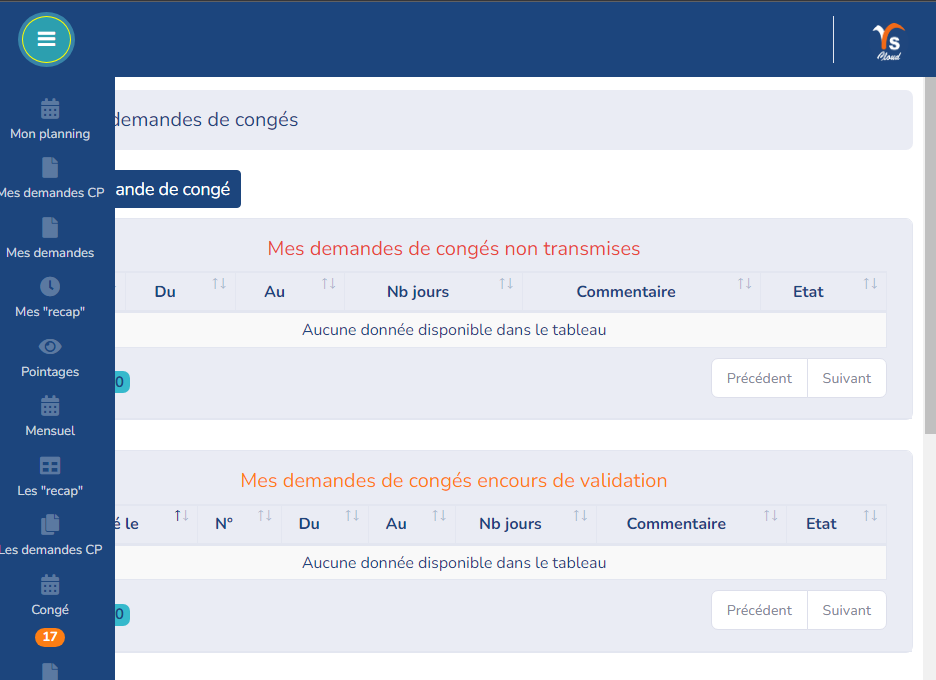 YS
Cloud
Mon planning
Mes demandes CP
Mes demandes
Mes "recap"
Pointages
Mensuel
Les "recap"
Les demandes CP
Congé
17
demandes de congés
ande de congé
Mes demandes de congés non transmises
Du Au Nb jours Commentaire Etat
Aucune donnée disponible dans le tableau
0
Précédent Suivant
Mes demandes de congés encours de validation
é le N° Du Au Nb jours Commentaire Etat
Aucune donnée disponible dans le tableau
0
Précédent Suivant